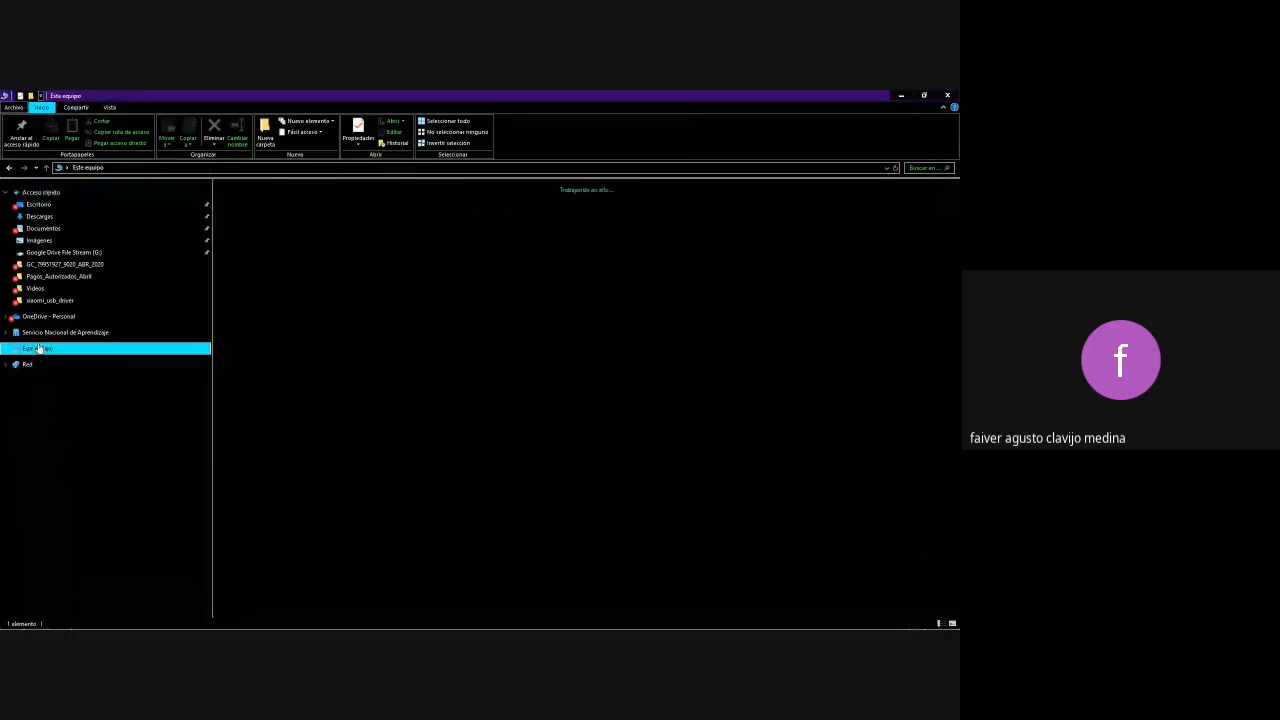 Este equipo
Archivo Inicio Compartir Vista
Anclar al acceso rápido
Copiar
Pegar
Cortar
Copiar ruta de acceso
Pegar acceso directo
Portapapeles
Mover a
Copiar a
Eliminar
Cambiar nombre
Organizar
Nueva carpeta
Nuevo elemento
Fácil acceso
Nuevo
Propiedades
Abrir
Editar
Historial
Abrir
Seleccionar todo
No seleccionar ninguno
Invertir selección
Seleccionar
Este equipo
Buscar en ...
Acceso rápido
Trabajando en ello...
Escritorio
Descargas
Documentos
Imágenes
Google Drive File Stream (G:)
GC_79951927_9020_ABR_2020
Pagos_Autorizados_Abril
Videos
xiaomi_usb_driver
OneDrive - Personal
Servicio Nacional de Aprendizaje
Este equipo
Red
f
faiver agusto clavijo medina
1 elemento